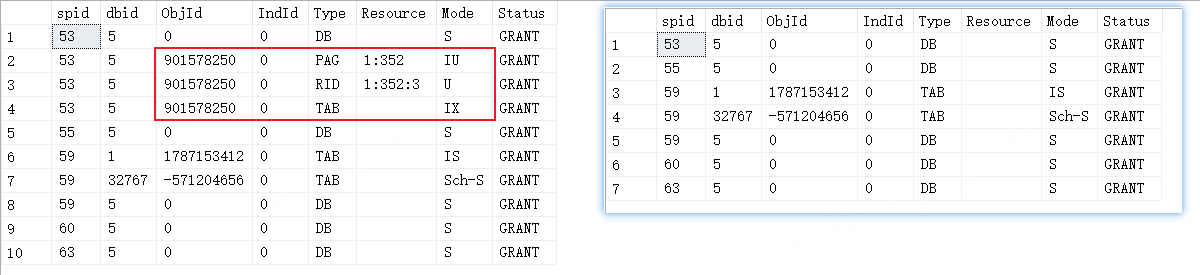 spid dbid ObjId IndId Type Resource Mode Status
1 53 5 0 0 DB S GRANT
2 53 5 901578250 0 PAG 1:352 IU GRANT
3 53 5 901578250 0 RID 1:352:3 U GRANT
4 53 5 901578250 0 TAB IX GRANT
5 55 5 0 0 DB S GRANT
6 59 1 1787153412 0 TAB IS GRANT
7 59 32767 -571204656 0 TAB Sch-S GRANT
8 59 5 0 0 DB S GRANT
9 60 5 0 0 DB S GRANT
10 63 5 0 0 DB S GRANT
spid dbid ObjId IndId Type Resource Mode Status
1 53 5 0 0 DB S GRANT
2 55 5 0 0 DB S GRANT
3 59 1 1787153412 0 TAB IS GRANT
4 59 32767 -571204656 0 TAB Sch-S GRANT
5 59 5 0 0 DB S GRANT
6 60 5 0 0 DB S GRANT
7 63 5 0 0 DB S GRANT